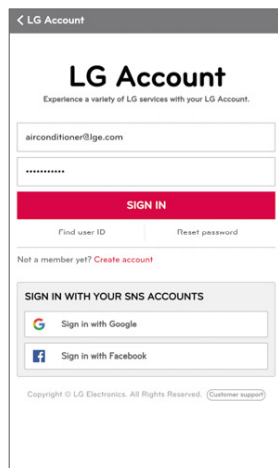 LG Account
LG Account
Experience a variety of LG services with your LG Account.
airconditioner@lge.com
•••••••••••
SIGN IN
Find user ID
Reset password
Not a member yet? Create account
SIGN IN WITH YOUR SNS ACCOUNTS
Sign in with Google
Sign in with Facebook
Copyright © LG Electronics. All Rights Reserved. Customer support